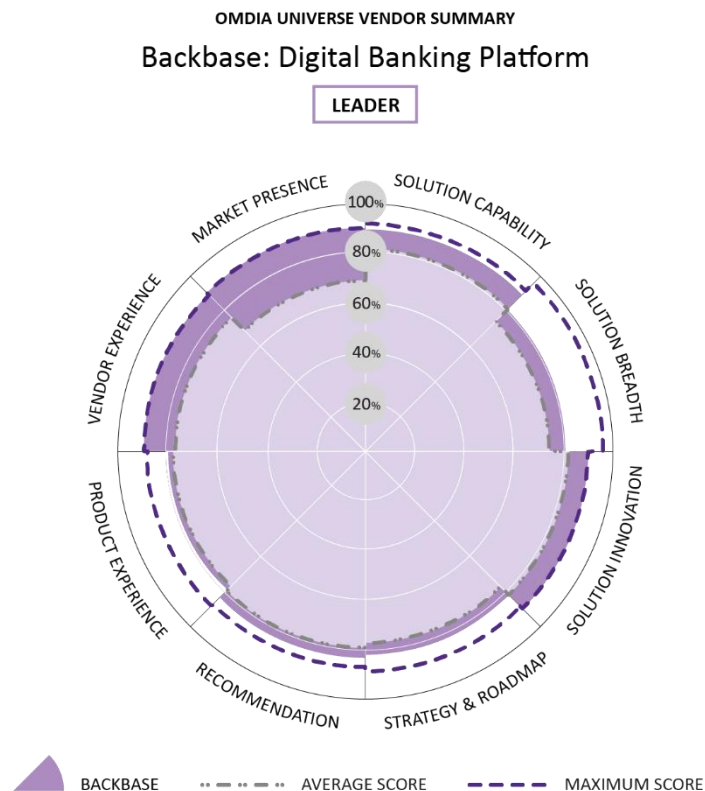 OMDIA UNIVERSE VENDOR SUMMARY
Backbase: Digital Banking Platform
LEADER
MARKET PRESENCE
SOLUTION CAPABILITY
VENDOR EXPERIENCE
SOLUTION BREADTH
100%
80%
60%
40%
20%
PRODUCT EXPERIENCE
SOLUTION INNOVATION
RECOMMENDATION
STRATEGY & ROADMAP
BACKBASE
AVERAGE SCORE
MAXIMUM SCORE